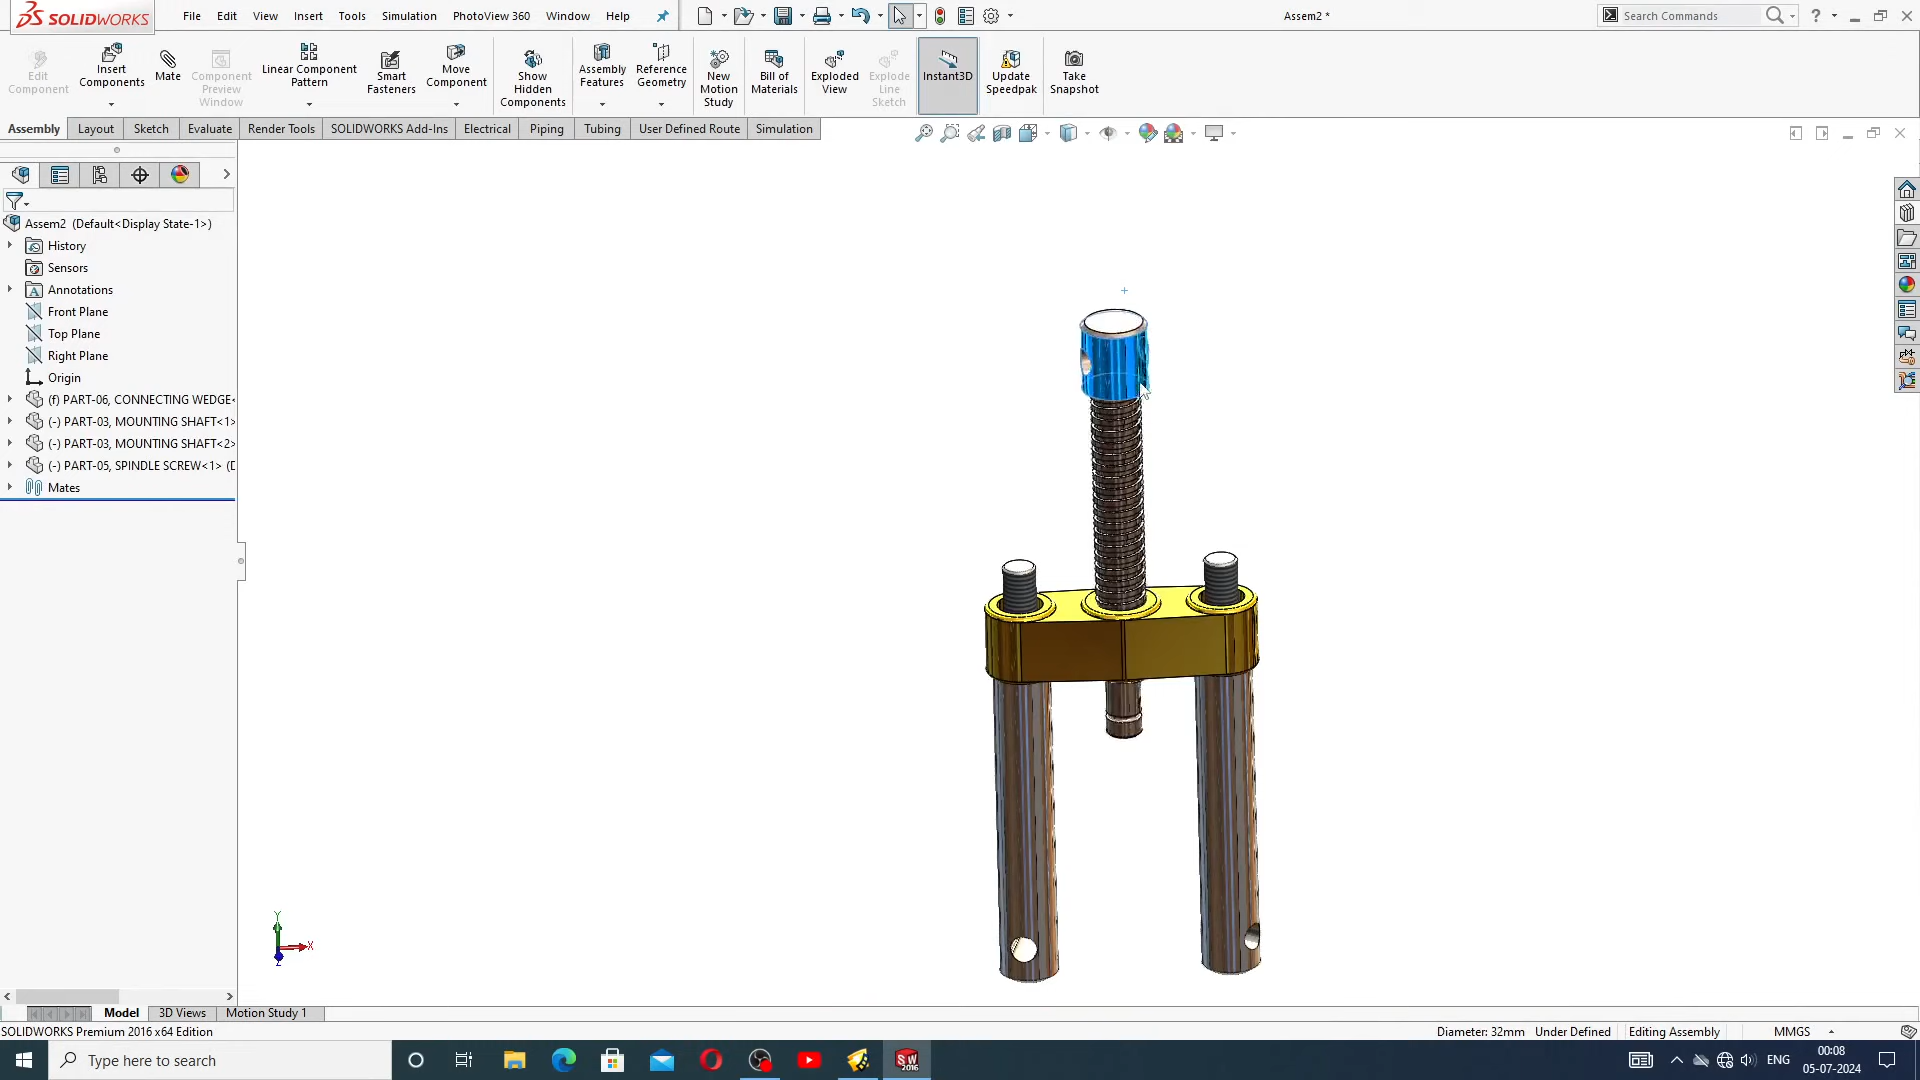 SOLIDWORKS File Edit View Insert Tools Simulation PhotoView 360 Window Help Assem2 * Search Commands ?
Edit Component
Insert Components
Mate
Component Preview Window
Linear Component Pattern
Smart Fasteners
Move Component
Show Hidden Components
Assembly Features
Reference Geometry
New Motion Study
Bill of Materials
Exploded View
Explode Line Sketch
Instant3D
Update Speedpak
Take Snapshot
Assembly Layout Sketch Evaluate Render Tools SOLIDWORKS Add-Ins Electrical Piping Tubing User Defined Route Simulation
Assem2 (Default<Display State-1>)
History
Sensors
Annotations
Front Plane
Top Plane
Right Plane
Origin
(f) PART-06, CONNECTING WEDGE<
(-) PART-03, MOUNTING SHAFT<1>
(-) PART-03, MOUNTING SHAFT<2>
(-) PART-05, SPINDLE SCREW<1> (D
Mates
Y
X
Z
Model 3D Views Motion Study 1
SOLIDWORKS Premium 2016 x64 Edition Diameter: 32mm Under Defined Editing Assembly MMGS
Type here to search
SW 2016
ENG
00:08
05-07-2024